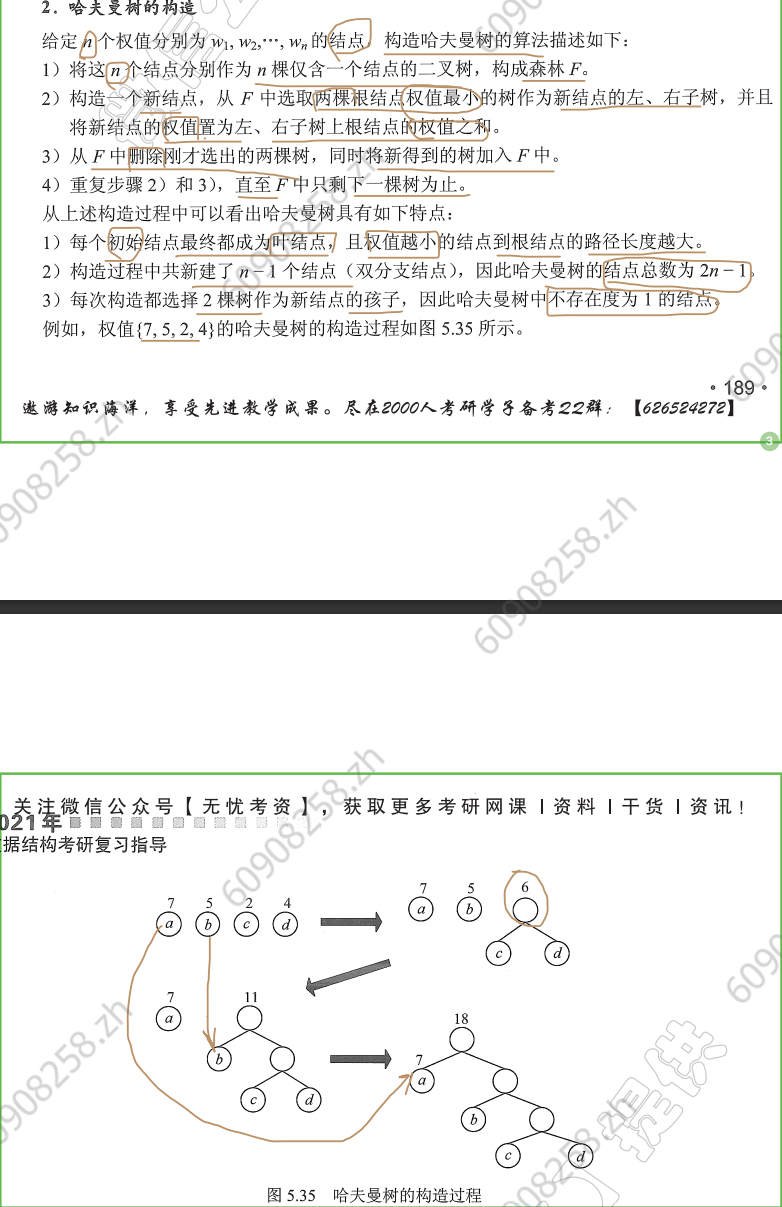 2. 哈夫曼树的构造
给定 n 个权值分别为 w₁, w₂,⋯, wₙ 的结点，构造哈夫曼树的算法描述如下：
1）将这 n 个结点分别作为 n 棵仅含一个结点的二叉树，构成森林 F。
2）构造一个新结点，从 F 中选取两棵根结点权值最小的树作为新结点的左、右子树，并且
将新结点的权值置为左、右子树上根结点的权值之和。
3）从 F 中删除刚才选出的两棵树，同时将新得到的树加入 F 中。
4）重复步骤 2）和 3），直至 F 中只剩下一棵树为止。
从上述构造过程中可以看出哈夫曼树具有如下特点：
1）每个初始结点最终都成为叶结点，且权值越小的结点到根结点的路径长度越大。
2）构造过程中共新建了 n − 1 个结点（双分支结点），因此哈夫曼树的结点总数为 2n − 1。
3）每次构造都选择 2 棵树作为新结点的孩子，因此哈夫曼树中不存在度为 1 的结点。
例如，权值{7, 5, 2, 4}的哈夫曼树的构造过程如图 5.35 所示。
• 189 •
遨游知识海洋，享受先进教学成果。尽在2000人考研学子备考QQ群：【626524272】
3
60908258.zh
60908258.zh
60908258.zh
关注微信公众号【无忧考资】，获取更多考研网课 | 资料 | 干货 | 资讯！
021年
据结构考研复习指导
60908258.zh
7 5 2 4
a b c d
7 5 6
a b
c d
7 11
a
b
c d
18
7
a
b
c d
提供
图 5.35 哈夫曼树的构造过程